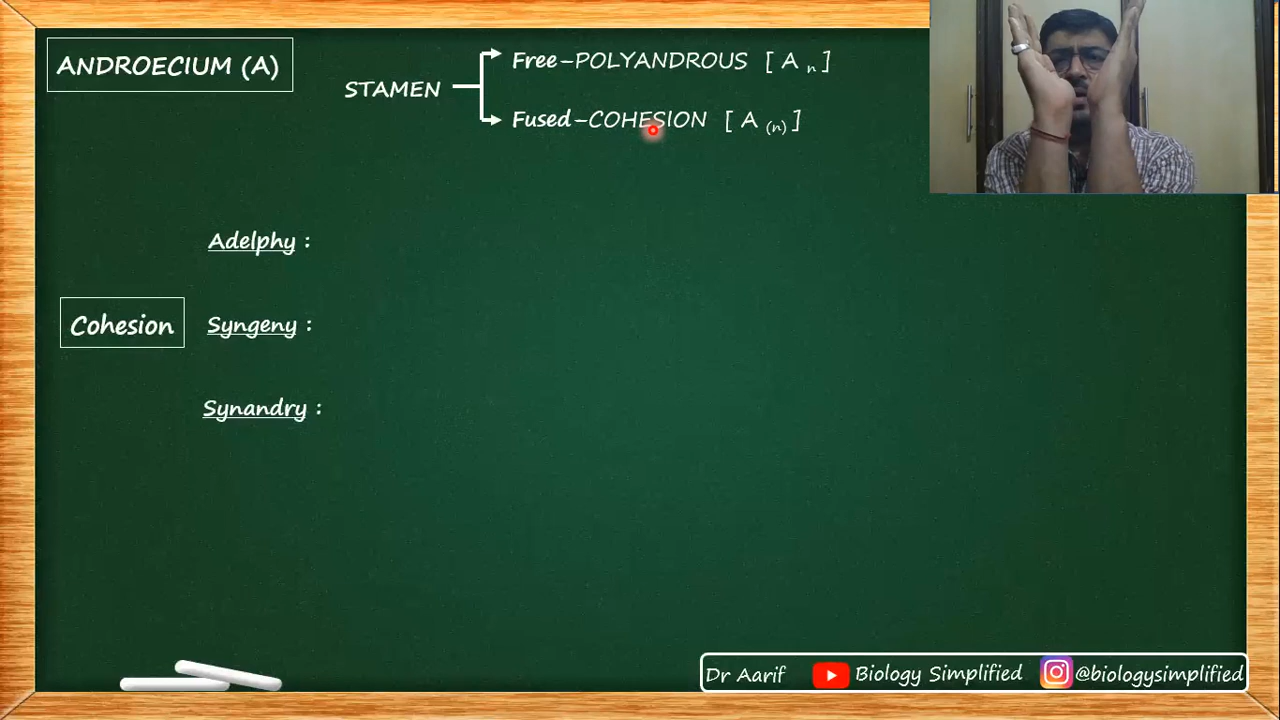 ANDROECIUM (A)
STAMEN
Free-POLYANDROUS [ A n ]
Fused-COHESION [ A (n) ]
Adelphy :
Cohesion
Syngeny :
Synandry :
Dr Aarif Biology Simplified @biologysimplified